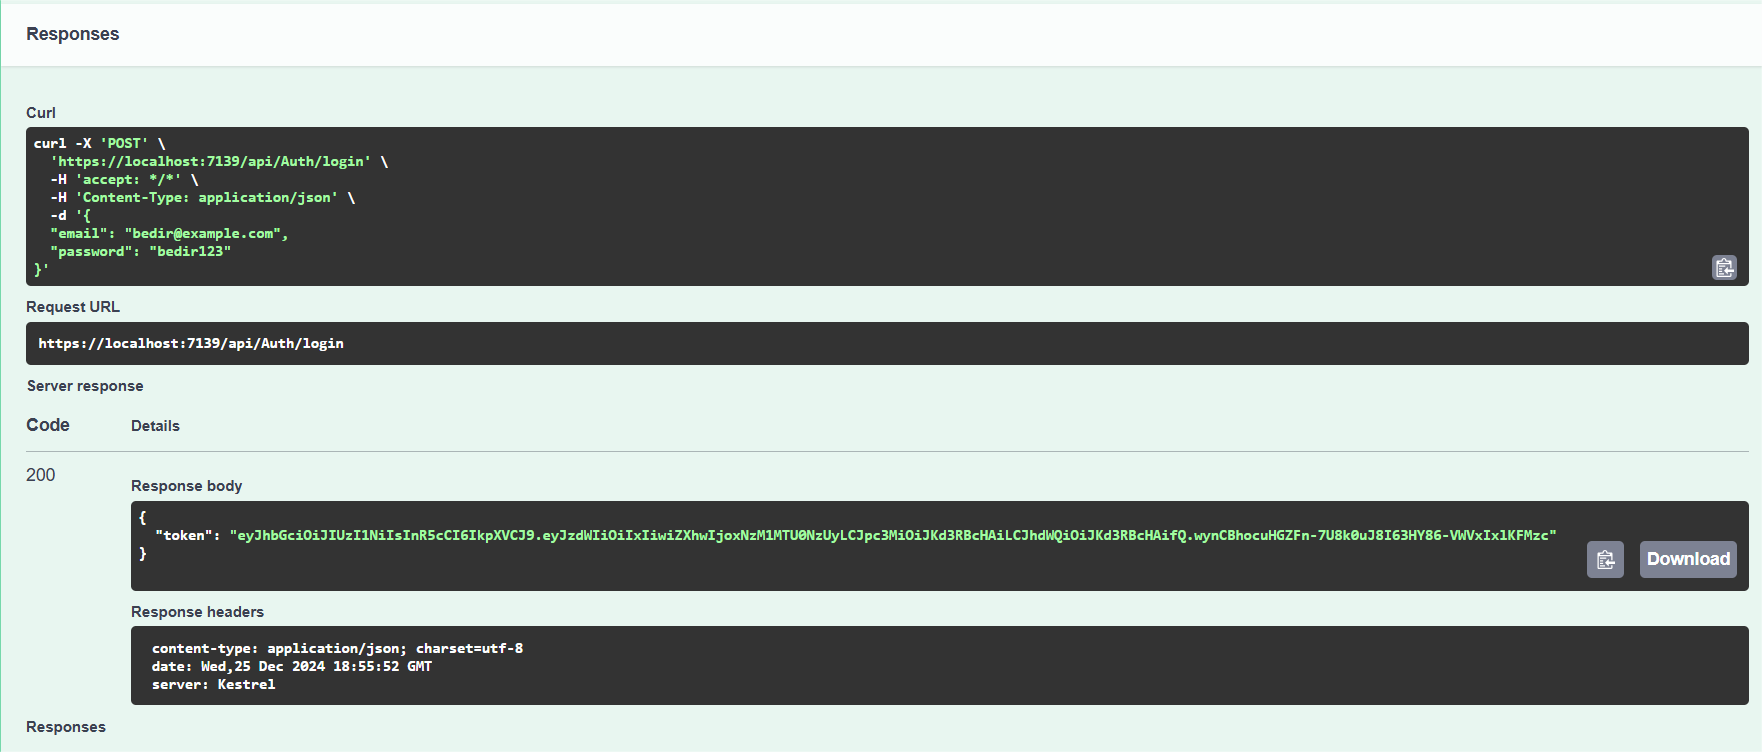 Responses
Curl
curl -X 'POST' \
'https://localhost:7139/api/Auth/login' \
-H 'accept: */*' \
-H 'Content-Type: application/json' \
-d '{
"email": "bedir@example.com",
"password": "bedir123"
}'
Request URL
https://localhost:7139/api/Auth/login
Server response
Code Details
200
Response body
{
"token": "eyJhbGciOiJIUzI1NiIsInR5cCI6IkpXVCJ9.eyJzdWIiOiIxIiwiZXhwIjoxNzM1MTU0NzUyLCJpc3MiOiJKd3RBcHAiLCJhdWQiOiJKd3RBcHAifQ.wynCBhocuHGZFn-7U8k0uJ8I63HY86-VWVxIxlKFMzc"
}
Download
Response headers
content-type: application/json; charset=utf-8
date: Wed,25 Dec 2024 18:55:52 GMT
server: Kestrel
Responses